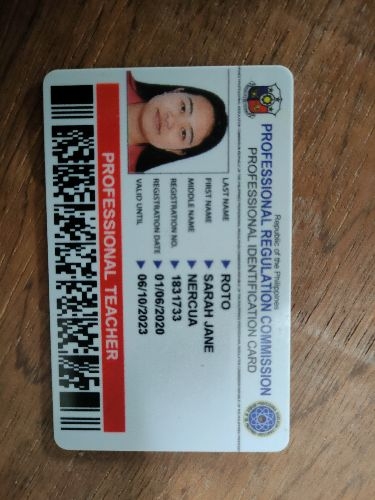 Republic of the Philippines
PROFESSIONAL REGULATION COMMISSION
PROFESSIONAL IDENTIFICATION CARD
LAST NAME ROTO
FIRST NAME SARAH JANE
MIDDLE NAME NERCUA
REGISTRATION NO. 1831733
REGISTRATION DATE 01/06/2020
VALID UNTIL 06/10/2023
PROFESSIONAL TEACHER